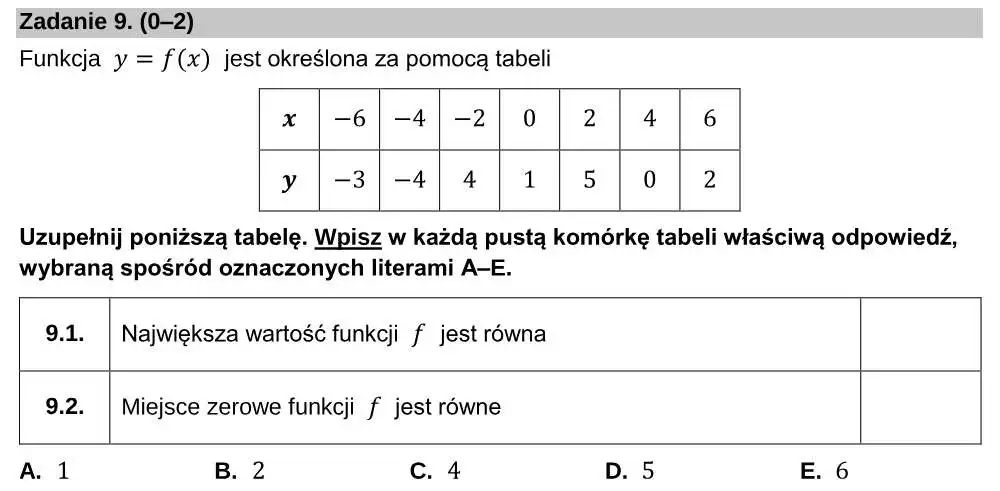 Zadanie 9. (0–2)
Funkcja y = f(x) jest określona za pomocą tabeli
x −6 −4 −2 0 2 4 6
y −3 −4 4 1 5 0 2
Uzupełnij poniższą tabelę. Wpisz w każdą pustą komórkę tabeli właściwą odpowiedź,
wybraną spośród oznaczonych literami A–E.
9.1. Największa wartość funkcji f jest równa
9.2. Miejsce zerowe funkcji f jest równe
A. 1 B. 2 C. 4 D. 5 E. 6